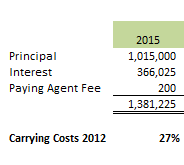 2015
Principal 1,015,000
Interest 366,025
Paying Agent Fee 200
1,381,225
Carrying Costs 2012 27%